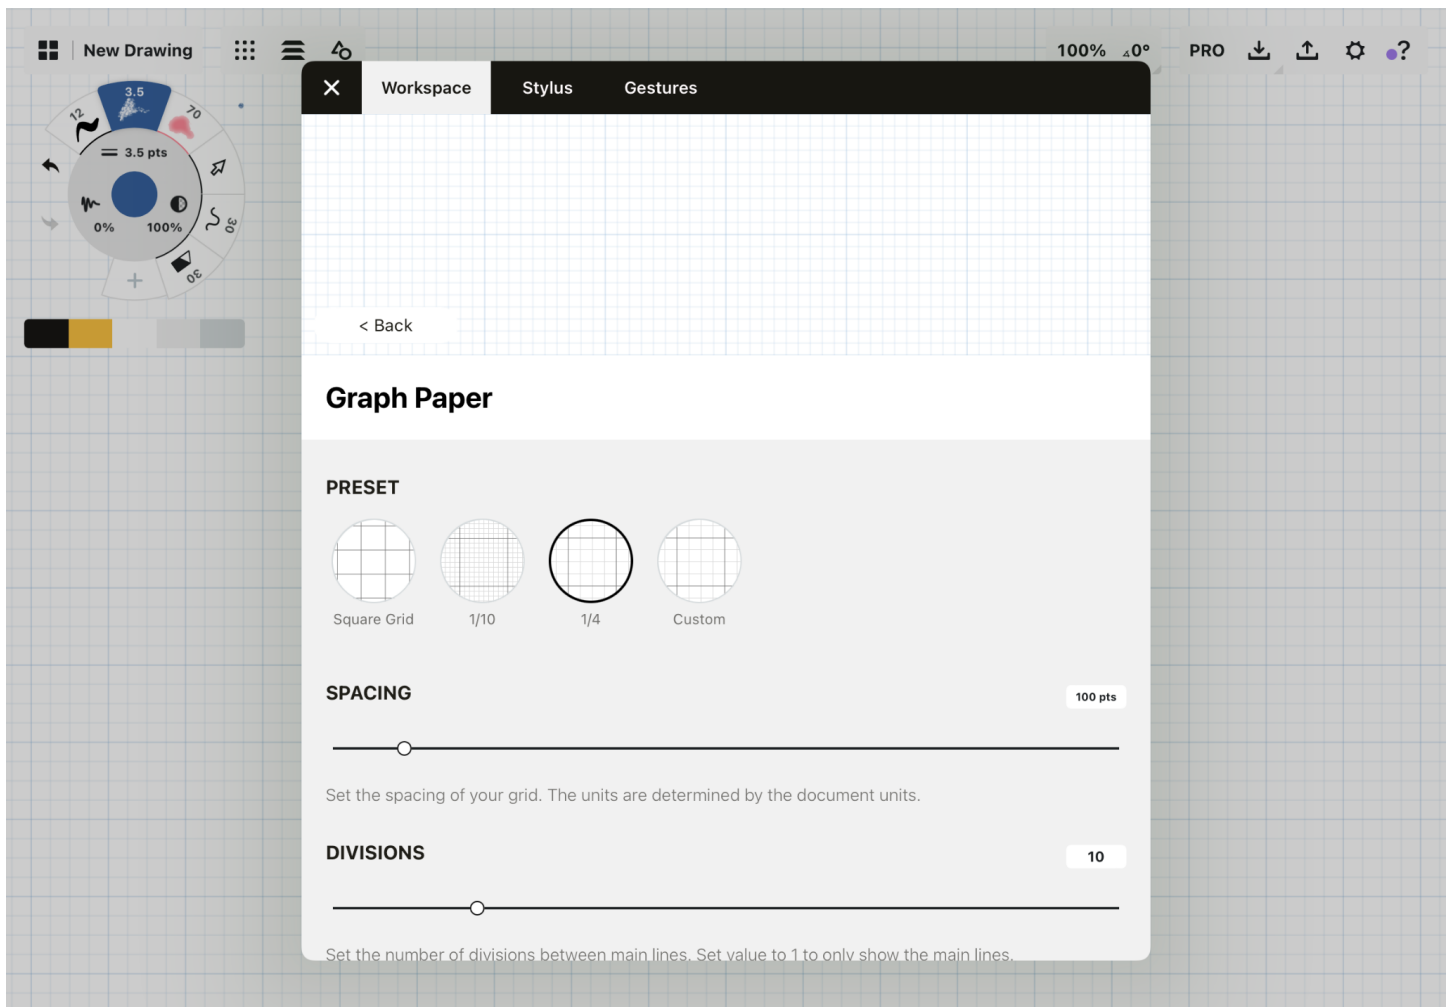 New Drawing
100% ⦟0°
PRO
?
× Workspace Stylus Gestures
3.5
12
70
3.5 pts
0% 100%
30
30
+
< Back
Graph Paper
PRESET
Square Grid 1/10 1/4 Custom
SPACING
100 pts
Set the spacing of your grid. The units are determined by the document units.
DIVISIONS
10
Set the number of divisions between main lines. Set value to 1 to only show the main lines.